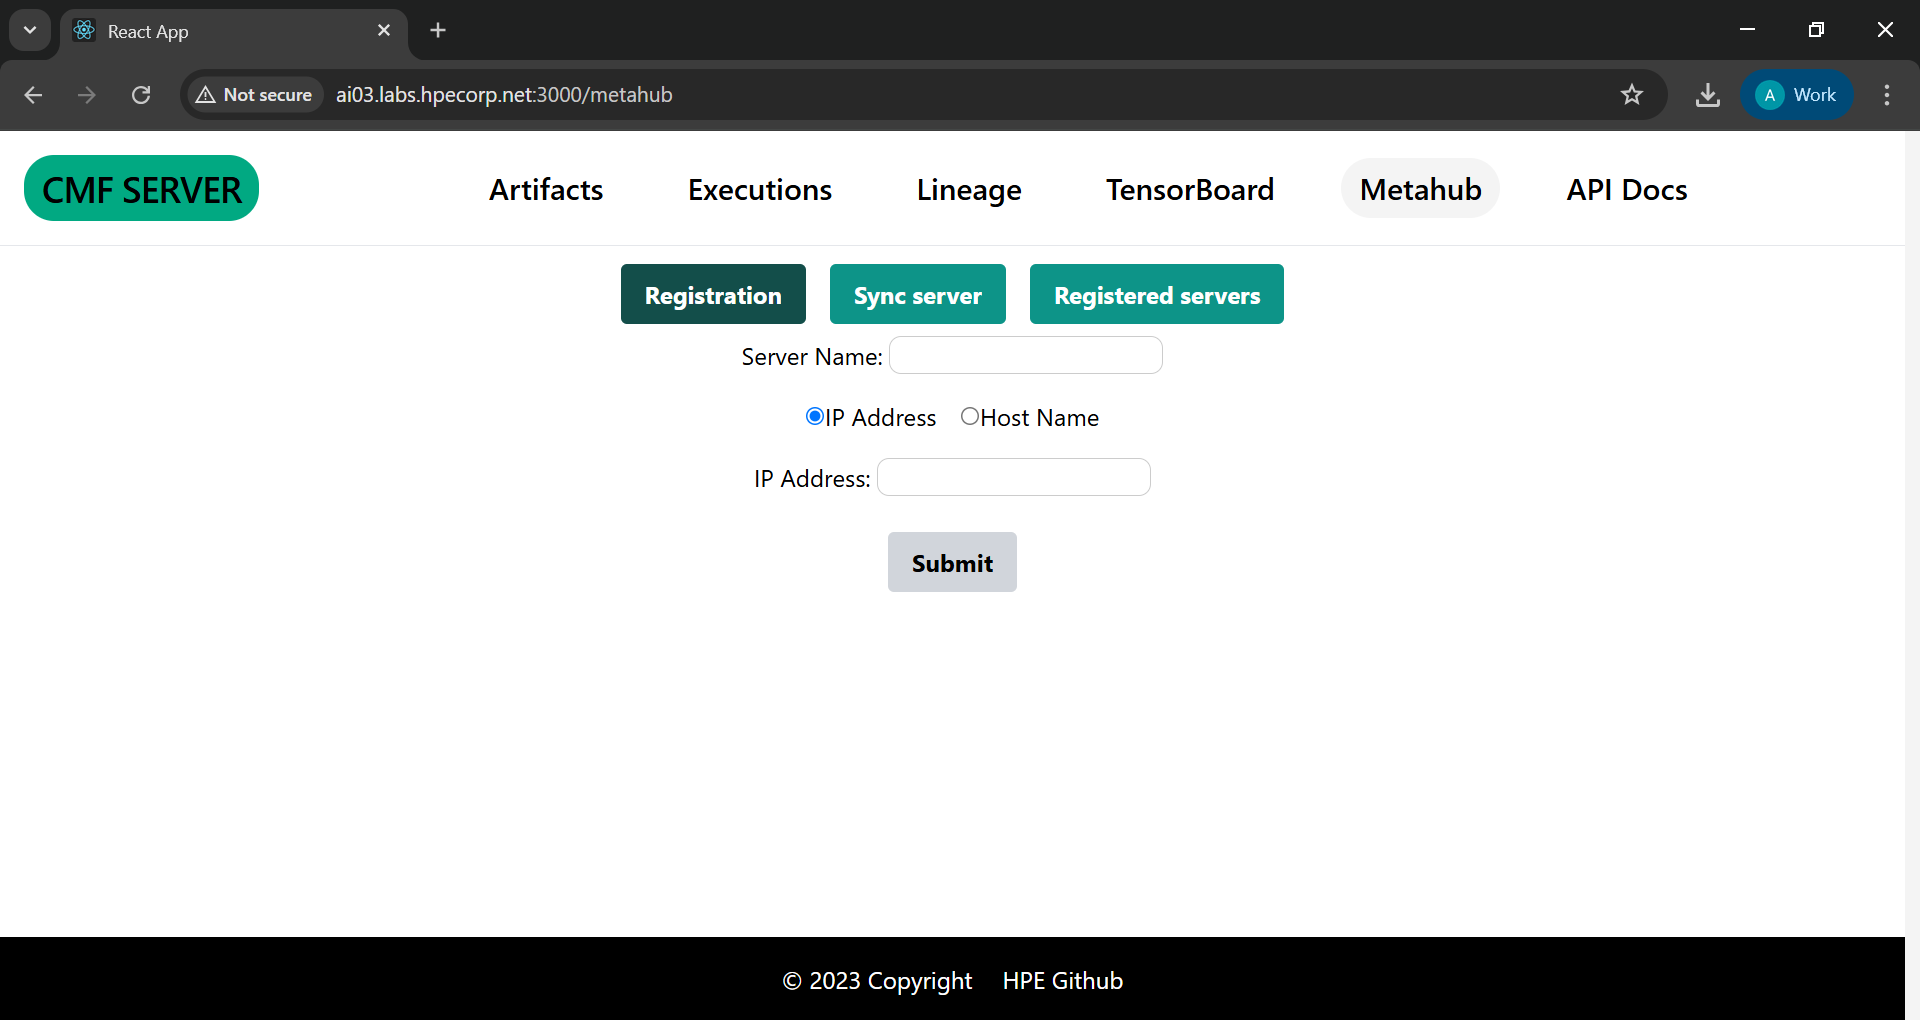 React App
Not secure ai03.labs.hpecorp.net:3000/metahub A Work
CMF SERVER Artifacts Executions Lineage TensorBoard Metahub API Docs
Registration Sync server Registered servers
Server Name:
IP Address Host Name
IP Address:
Submit
© 2023 Copyright HPE Github